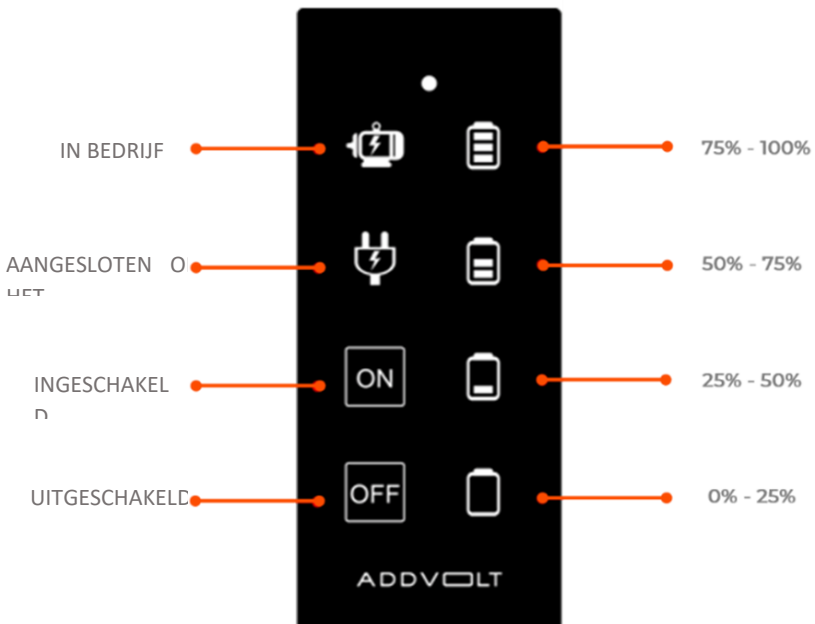 IN BEDRIJF
75% - 100%
AANGESLOTEN O
50% - 75%
ON
INGESCHAKEL
25% - 50%
OFF
UITGESCHAKELD
0% - 25%
ADDVOLT